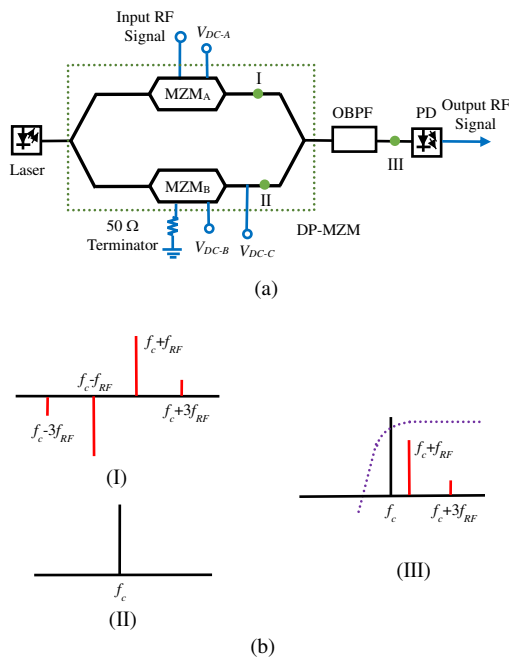 Input RF
Signal
V_DC-A
I
MZM_A
OBPF
PD
Output RF
Signal
Laser
III
MZM_B
II
50 Ω
Terminator
V_DC-B
V_DC-C
DP-MZM
(a)
f_c+f_RF
f_c-f_RF
f_c-3f_RF
f_c+3f_RF
(I)
f_c
(II)
f_c+f_RF
f_c
f_c+3f_RF
(III)
(b)